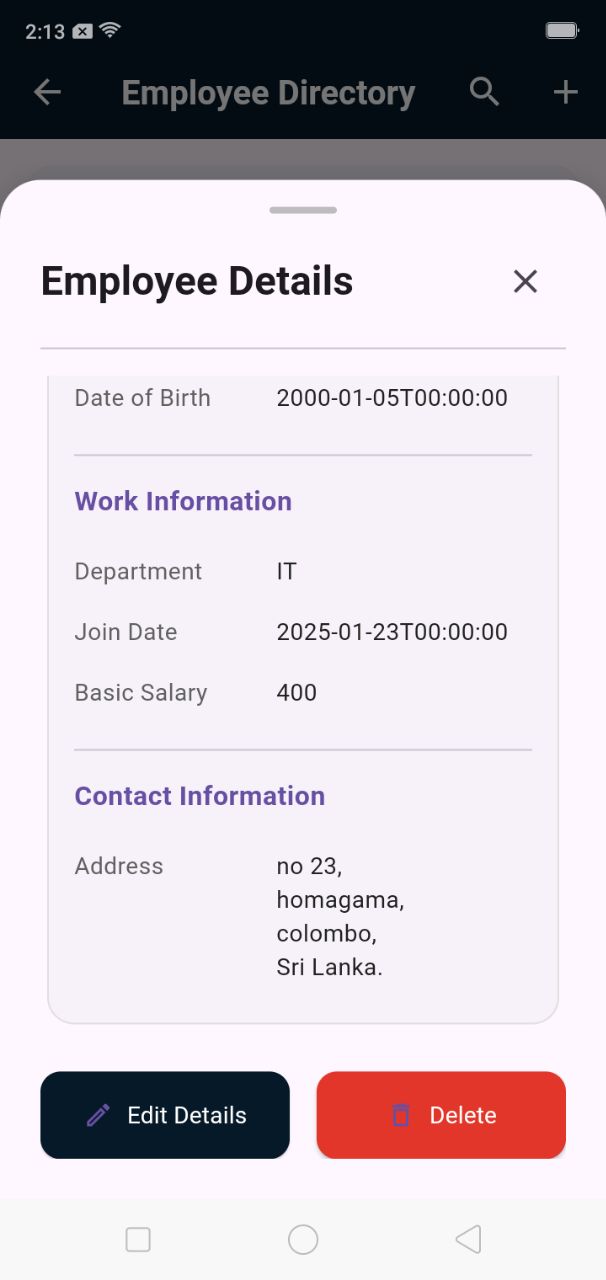 2:13
Employee Directory
Employee Details
Date of Birth 2000-01-05T00:00:00
Work Information
Department IT
Join Date 2025-01-23T00:00:00
Basic Salary 400
Contact Information
Address no 23,
homagama,
colombo,
Sri Lanka.
Edit Details Delete